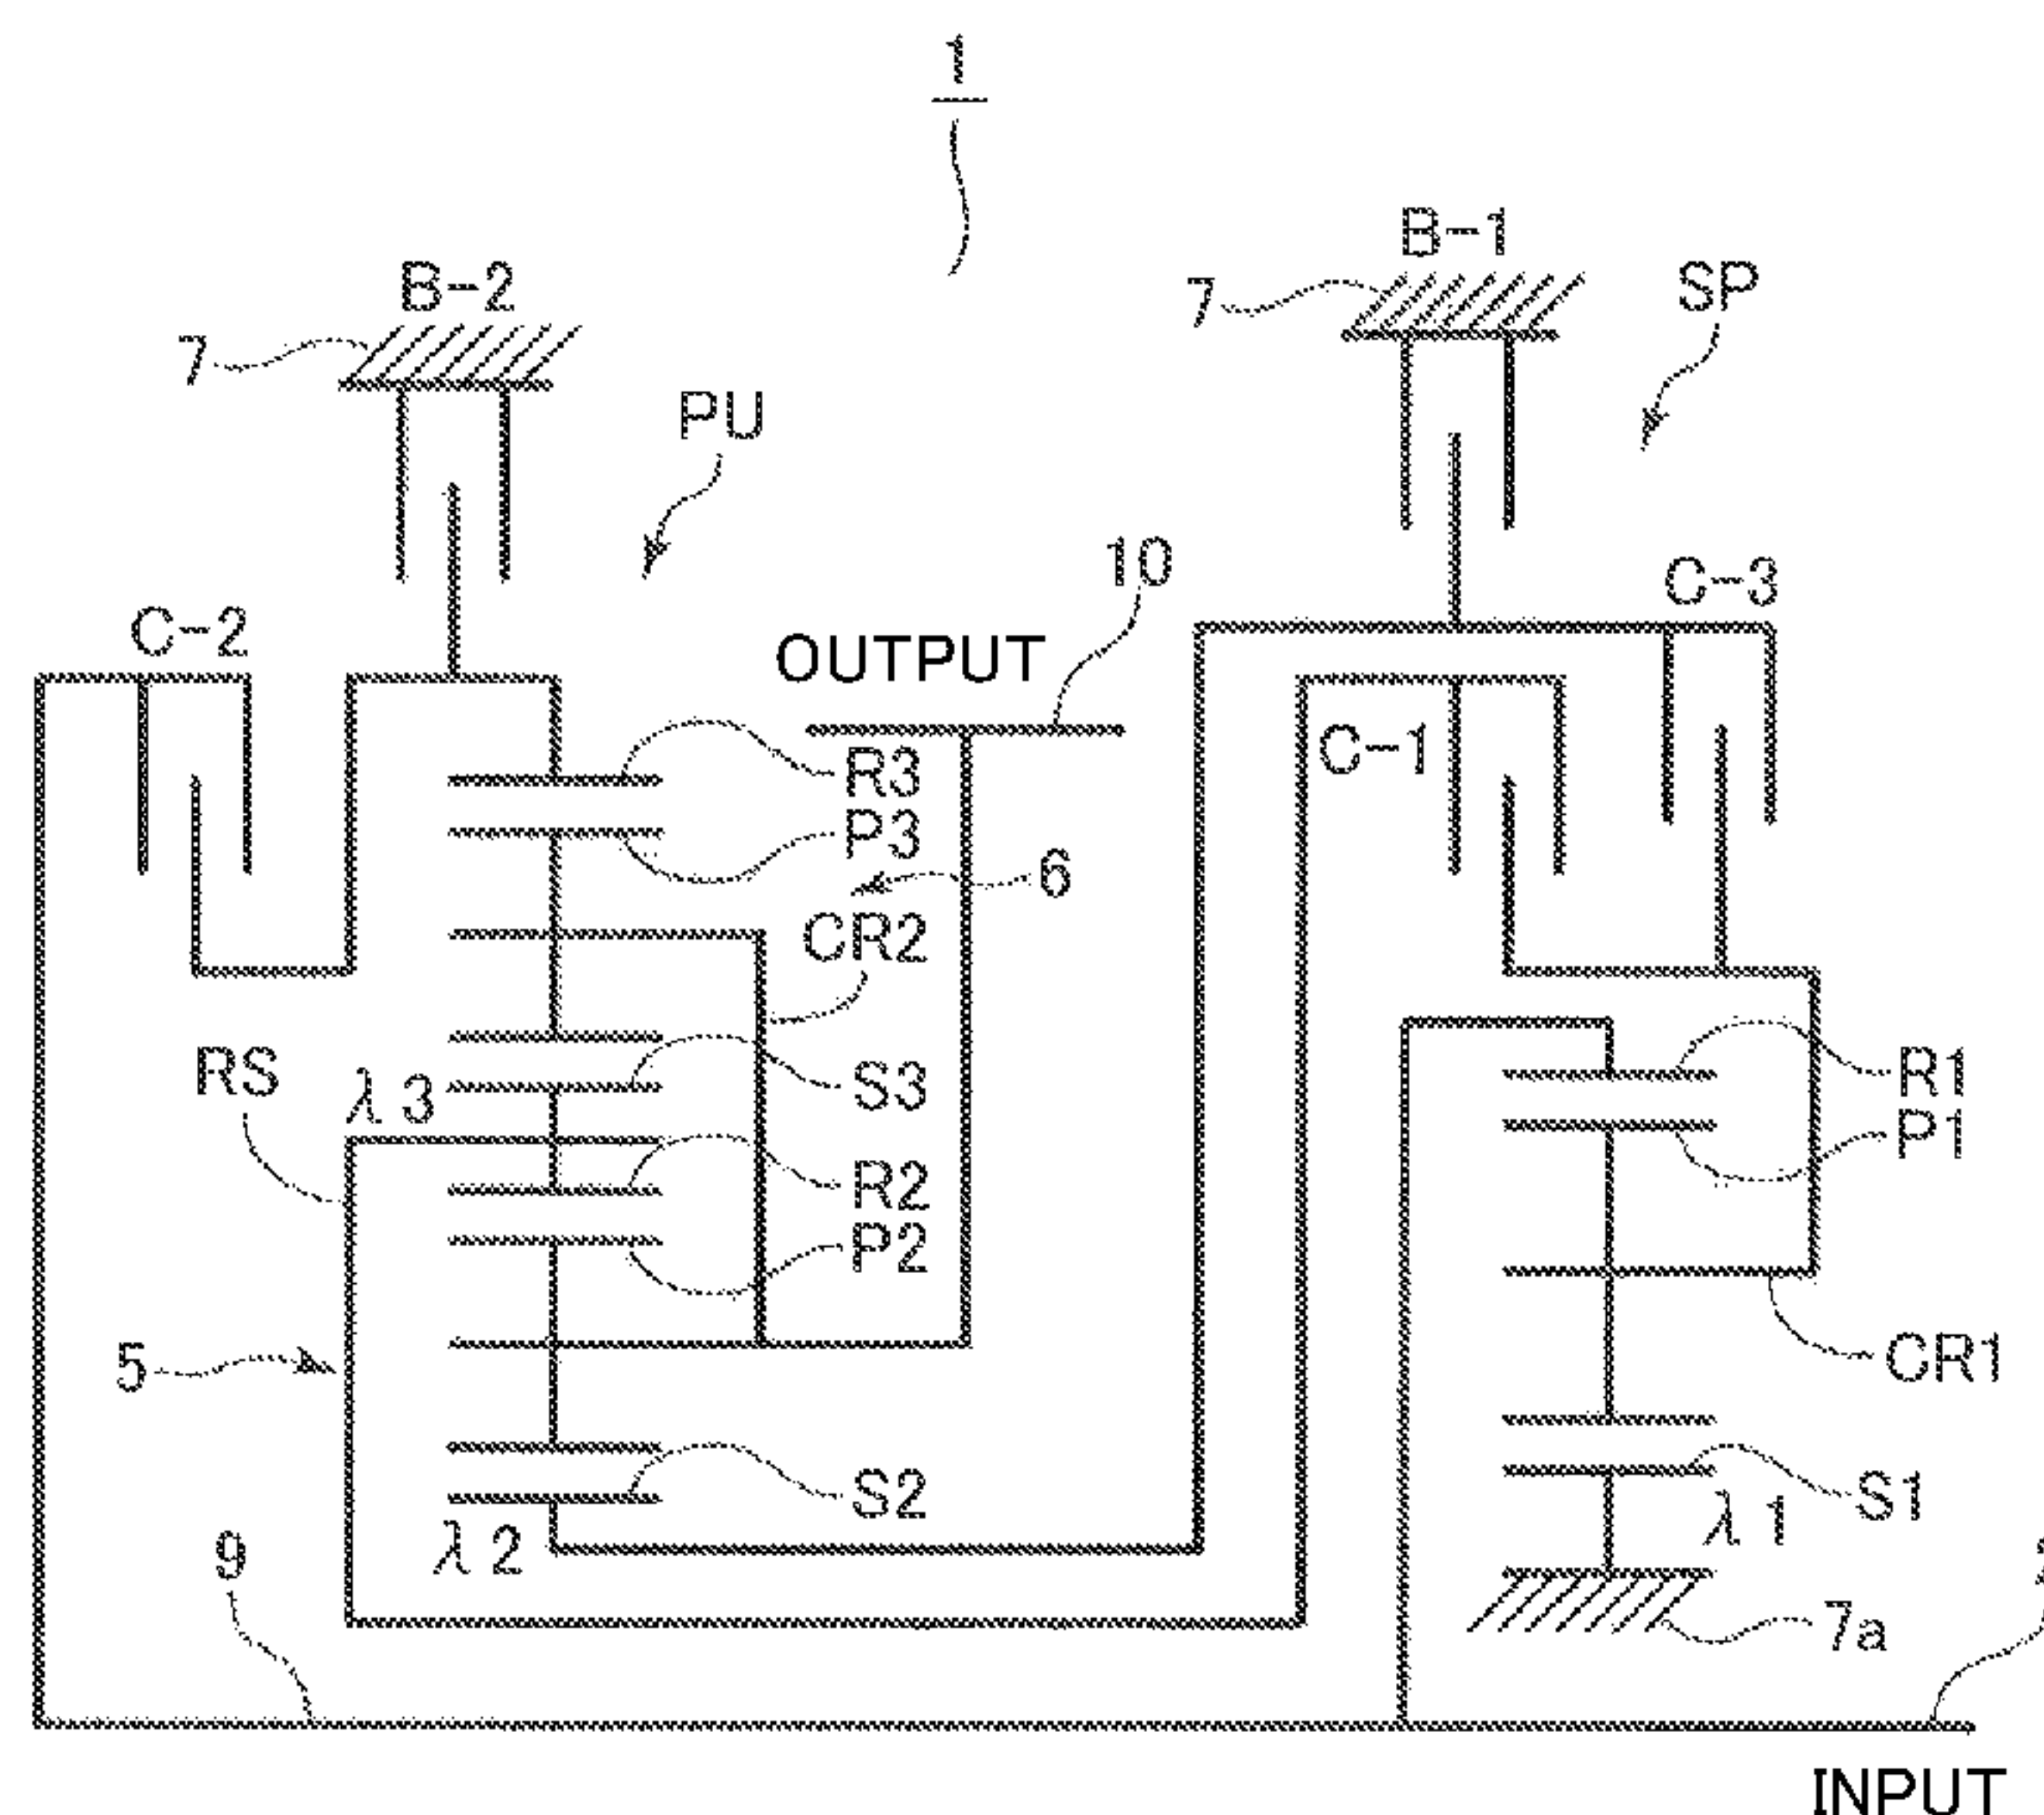 1
B-1
B-2
7
SP
7
PU
10
C-3
C-2
OUTPUT
C-1
R3
P3
6
CR2
RS
λ3
S3
R1
P1
R2
P2
5
CR1
S2
S1
λ2
λ1
9
7a
INPUT